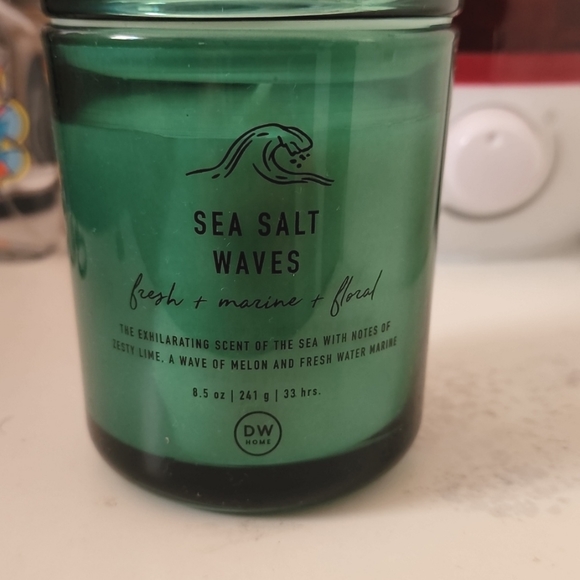 SEA SALT
WAVES
fresh + marine + floral
THE EXHILARATING SCENT OF THE SEA WITH NOTES OF
ZESTY LIME, A WAVE OF MELON AND FRESH WATER MARINE
8.5 oz | 241 g | 33 hrs.
DW
HOME